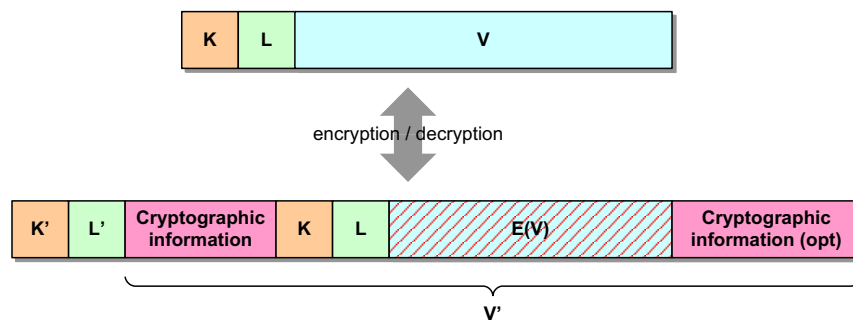 K L V
encryption / decryption
K’ L’ Cryptographic information K L E(V) Cryptographic information (opt)
V’